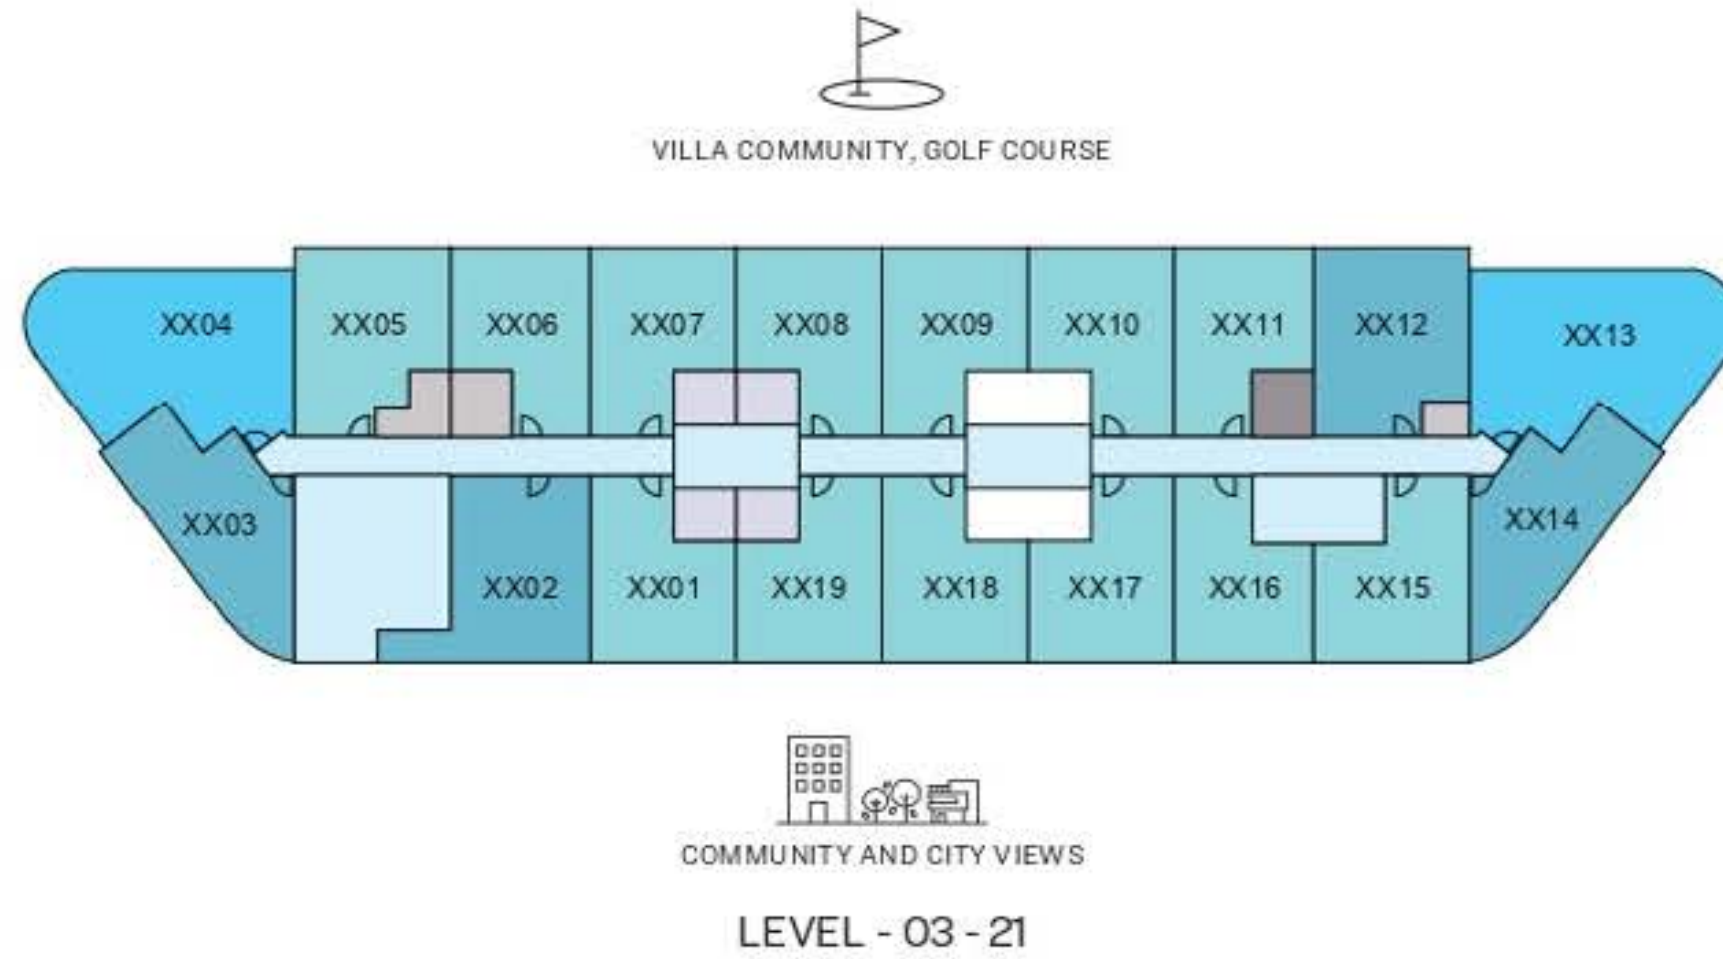 VILLA COMMUNITY, GOLF COURSE
XX04 XX05 XX06 XX07 XX08 XX09 XX10 XX11 XX12 XX13
XX03 XX14
XX02 XX01 XX19 XX18 XX17 XX16 XX15
COMMUNITY AND CITY VIEWS
LEVEL - 03 - 21